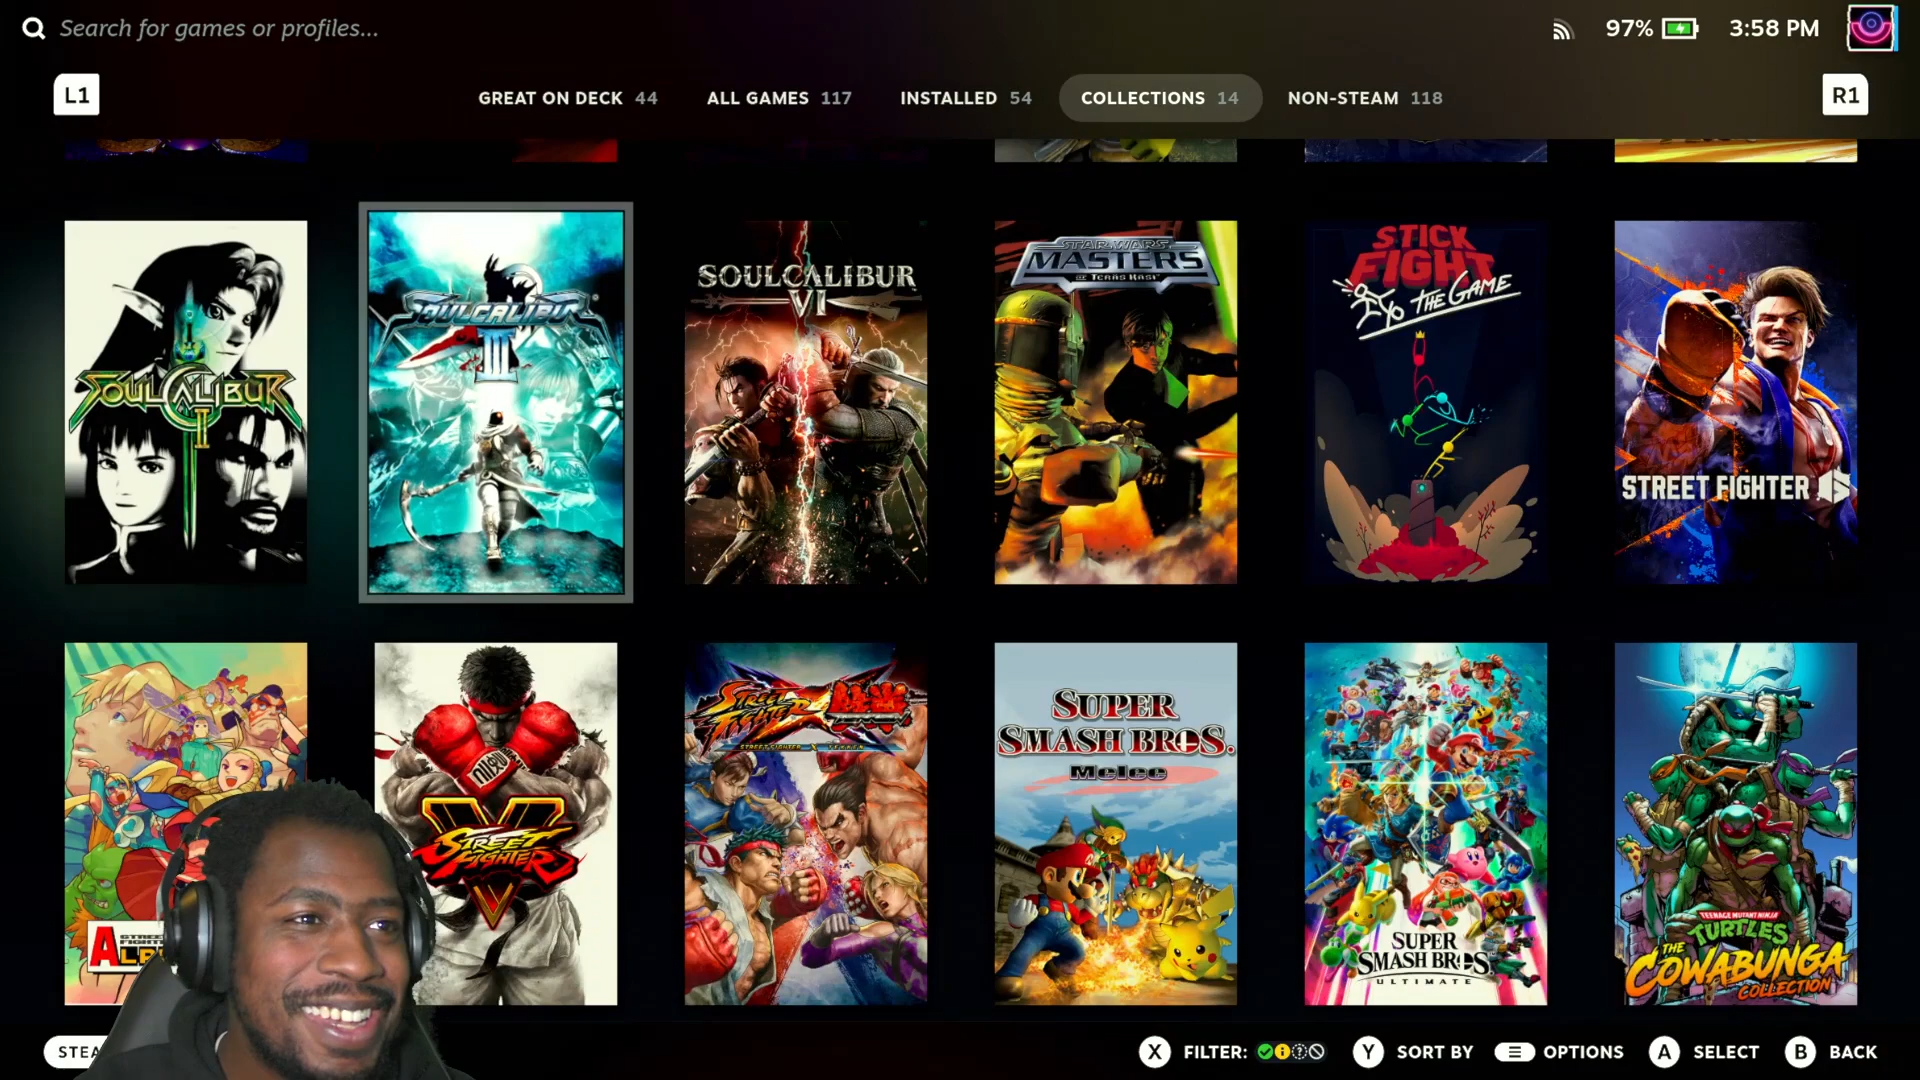 Search for games or profiles...
97%
3:58 PM
L1
GREAT ON DECK 44
ALL GAMES 117
INSTALLED 54
COLLECTIONS 14
NON-STEAM 118
R1
SOULCALIBUR
II
SOULCALIBUR
III
SOULCALIBUR
VI
STAR WARS
MASTERS
OF TERÄS KÄSI
STICK
FIGHT
THE GAME
STREET FIGHTER 6
STREET
FIGHTER
V
STREET
FIGHTER X TEKKEN
STREET FIGHTER X TEKKEN
SUPER
SMASH BROS.
Melee
SUPER
SMASH BROS.
ULTIMATE
TEENAGE MUTANT NINJA
TURTLES
THE
COWABUNGA
COLLECTION
X FILTER:
Y SORT BY
OPTIONS
A SELECT
B BACK